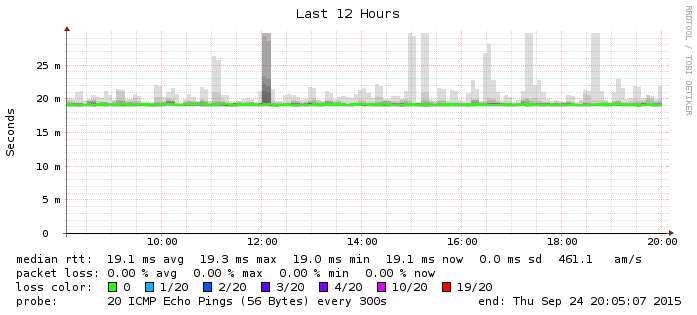 Last 12 Hours
RRDTOOL / TOBI OETIKER
Seconds
25 m
20 m
15 m
10 m
5 m
0
10:00 12:00 14:00 16:00 18:00 20:00
median rtt: 19.1 ms avg 19.3 ms max 19.0 ms min 19.1 ms now 0.0 ms sd 461.1 am/s
packet loss: 0.00 % avg 0.00 % max 0.00 % min 0.00 % now
loss color: 0 1/20 2/20 3/20 4/20 10/20 19/20
probe: 20 ICMP Echo Pings (56 Bytes) every 300s end: Thu Sep 24 20:05:07 2015